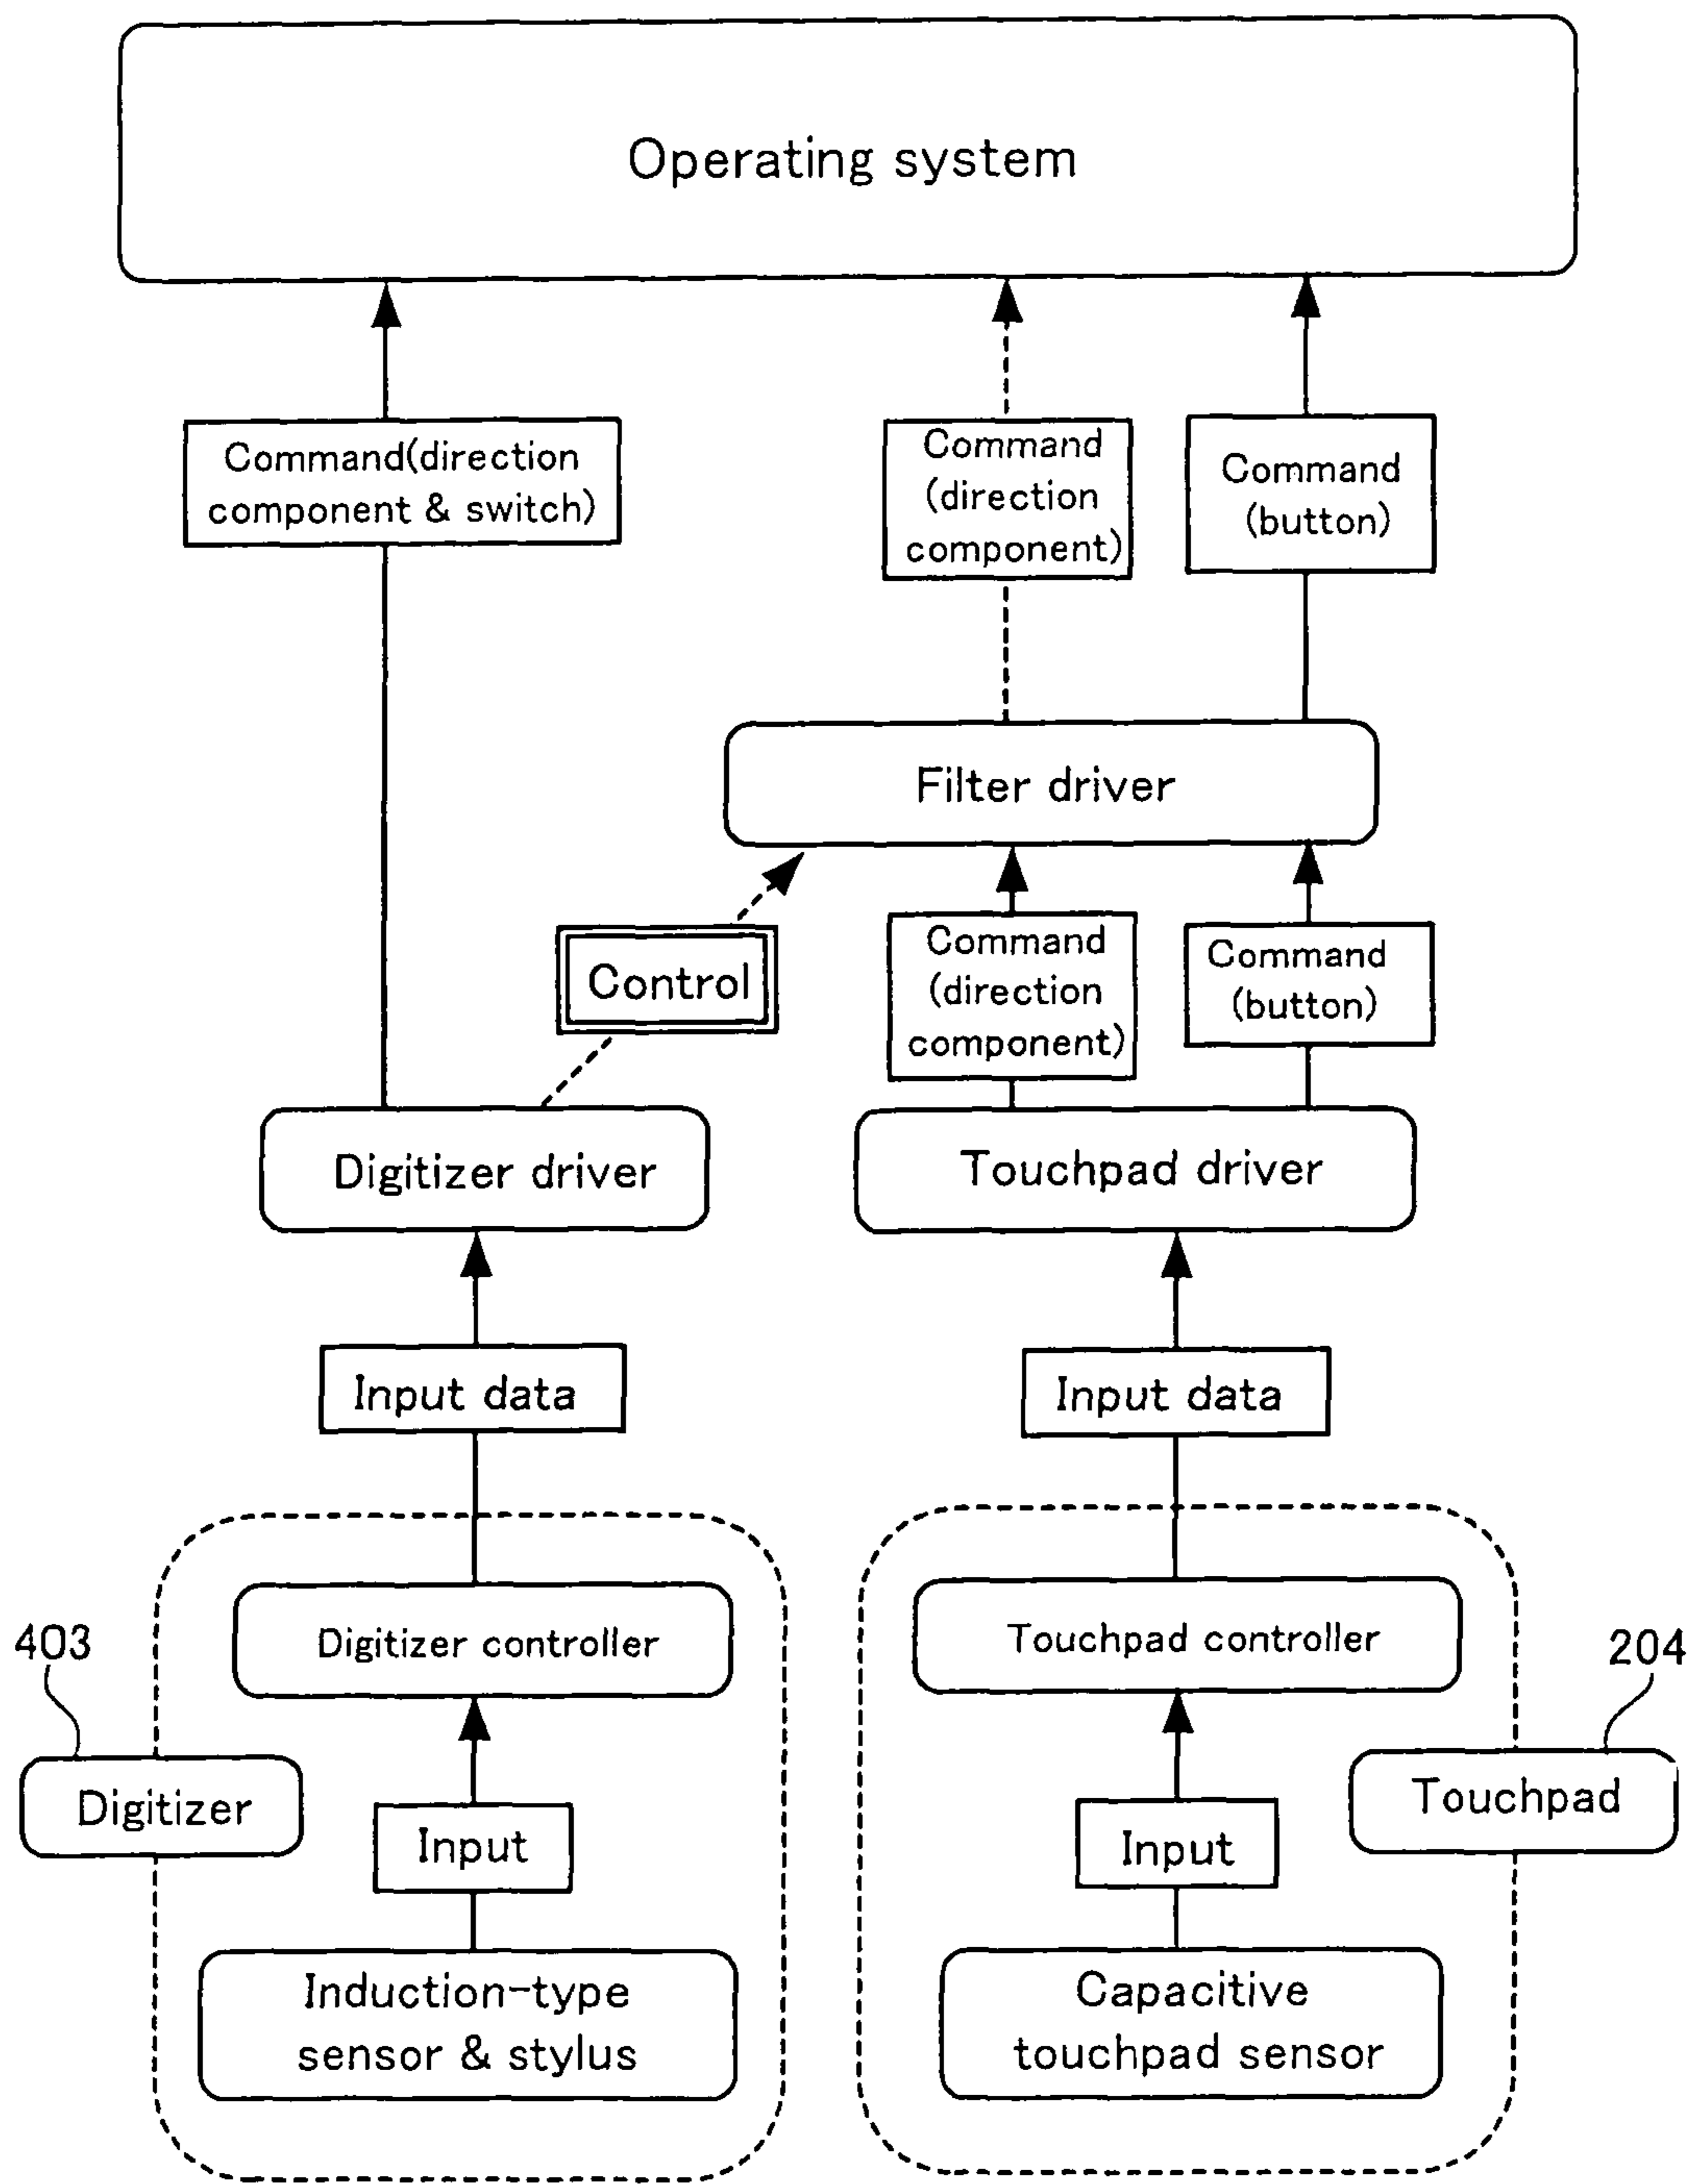 Operating system
Command(direction
component & switch)
Command
(direction
component)
Command
(button)
Filter driver
Control
Command
(direction
component)
Command
(button)
Digitizer driver
Touchpad driver
Input data
Input data
403
Digitizer controller
Touchpad controller
204
Digitizer
Input
Input
Touchpad
Induction-type
sensor & stylus
Capacitive
touchpad sensor